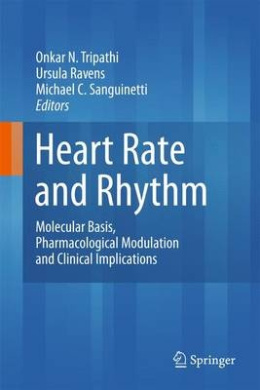 Onkar N. Tripathi
Ursula Ravens
Michael C. Sanguinetti
Editors
Heart Rate
and Rhythm
Molecular Basis,
Pharmacological Modulation
and Clinical Implications
Springer